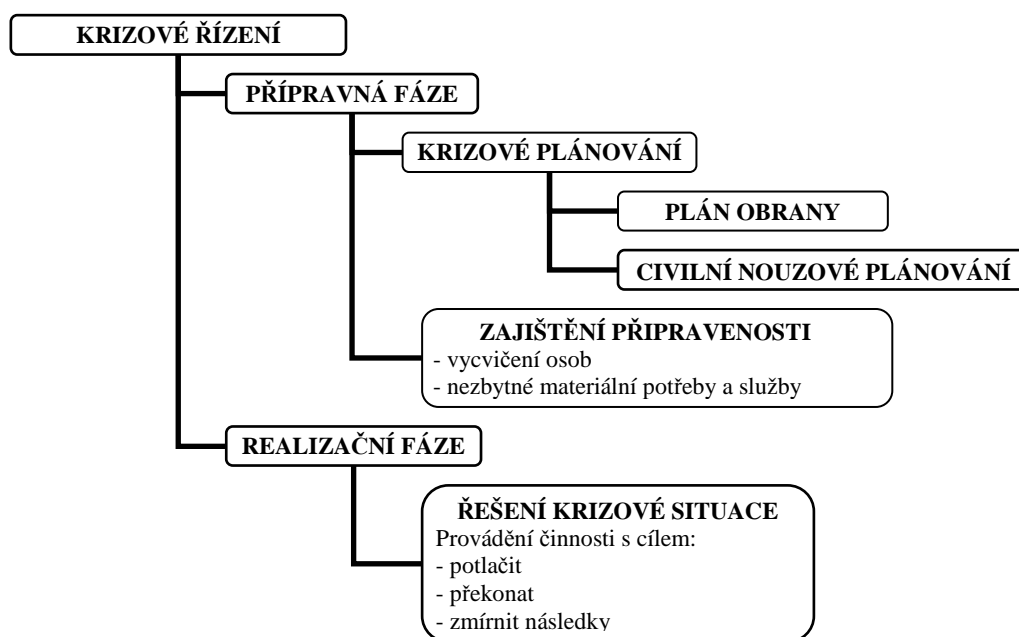 KRIZOVÉ ŘÍZENÍ
PŘÍPRAVNÁ FÁZE
KRIZOVÉ PLÁNOVÁNÍ
PLÁN OBRANY
CIVILNÍ NOUZOVÉ PLÁNOVÁNÍ
ZAJIŠTĚNÍ PŘIPRAVENOSTI
- vycvičení osob
- nezbytné materiální potřeby a služby
REALIZAČNÍ FÁZE
ŘEŠENÍ KRIZOVÉ SITUACE
Provádění činnosti s cílem:
- potlačit
- překonat
- zmírnit následky